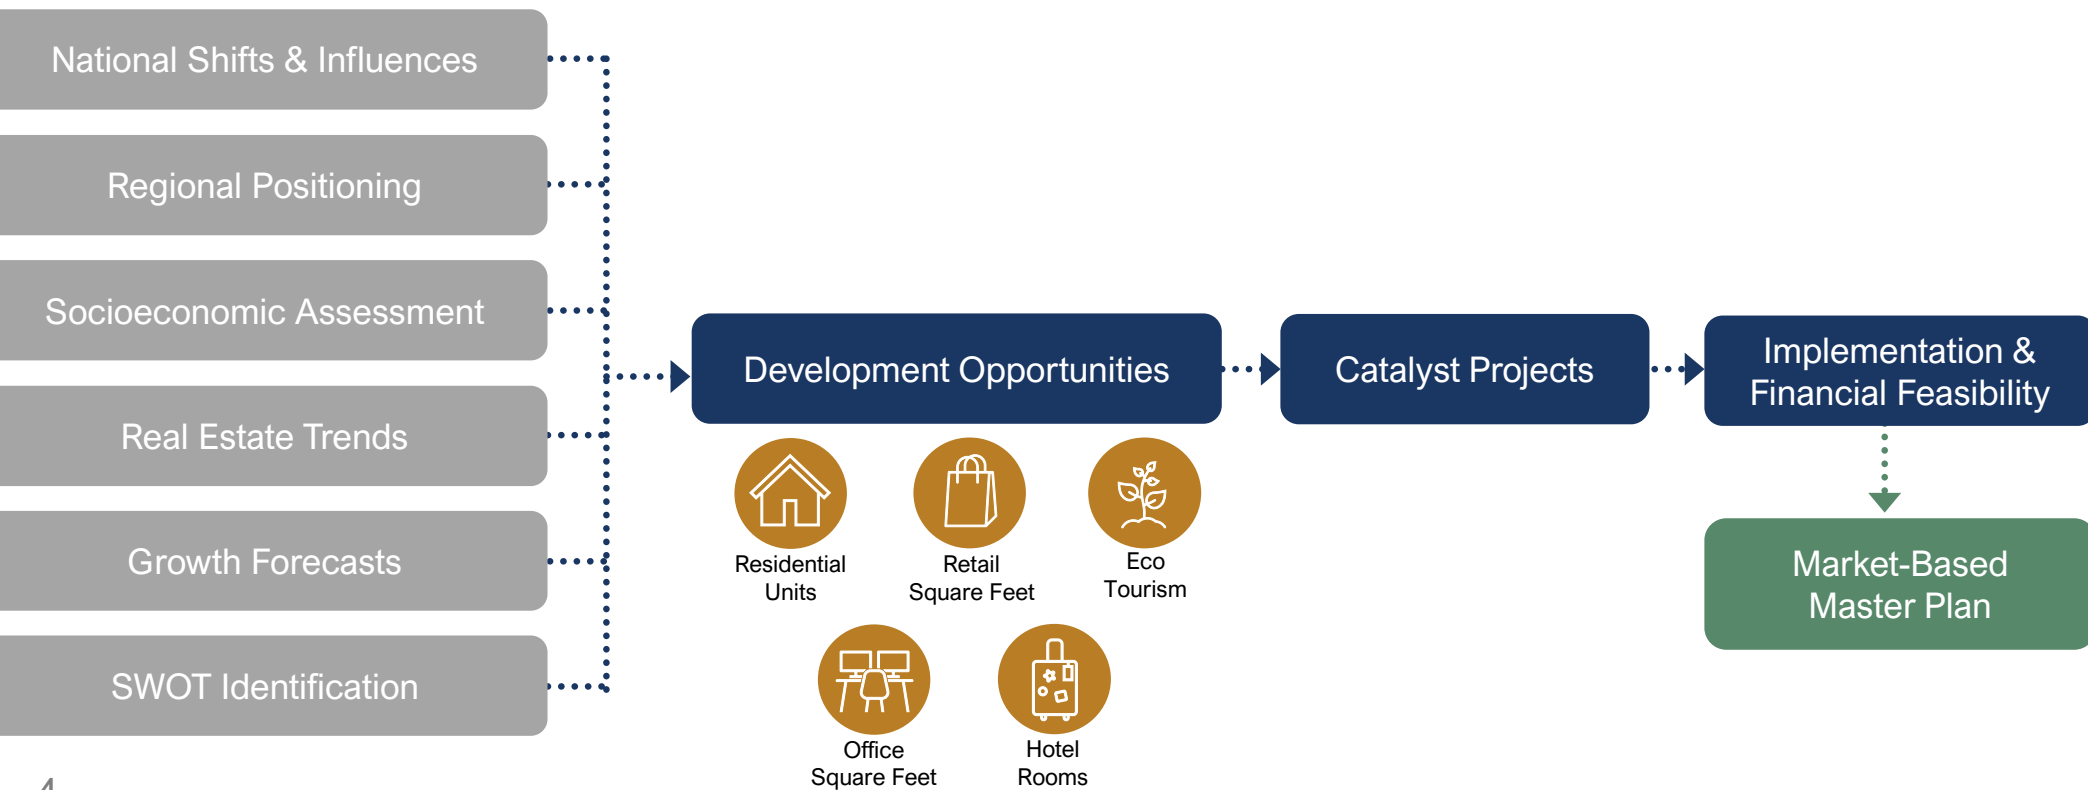 National Shifts & Influences
Regional Positioning
Socioeconomic Assessment
Real Estate Trends
Growth Forecasts
SWOT Identification
Development Opportunities
Residential
Units
Retail
Square Feet
Eco
Tourism
Office
Square Feet
Hotel
Rooms
Catalyst Projects
Implementation &
Financial Feasibility
Market-Based
Master Plan
4